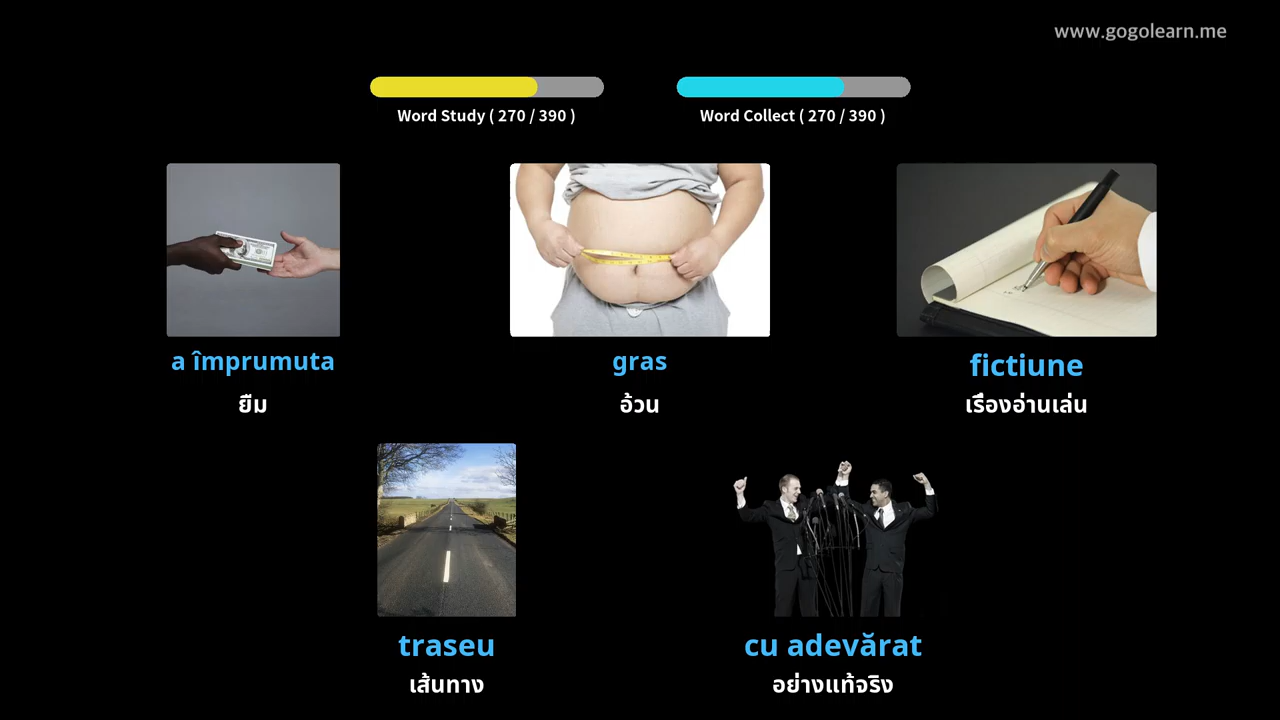 www.gogolearn.me
Word Study ( 270 / 390 )
Word Collect ( 270 / 390 )
a împrumuta
gras
fictiune
ยืม
อ้วน
เรื่องอ่านเล่น
traseu
cu adevărat
เส้นทาง
อย่างแท้จริง